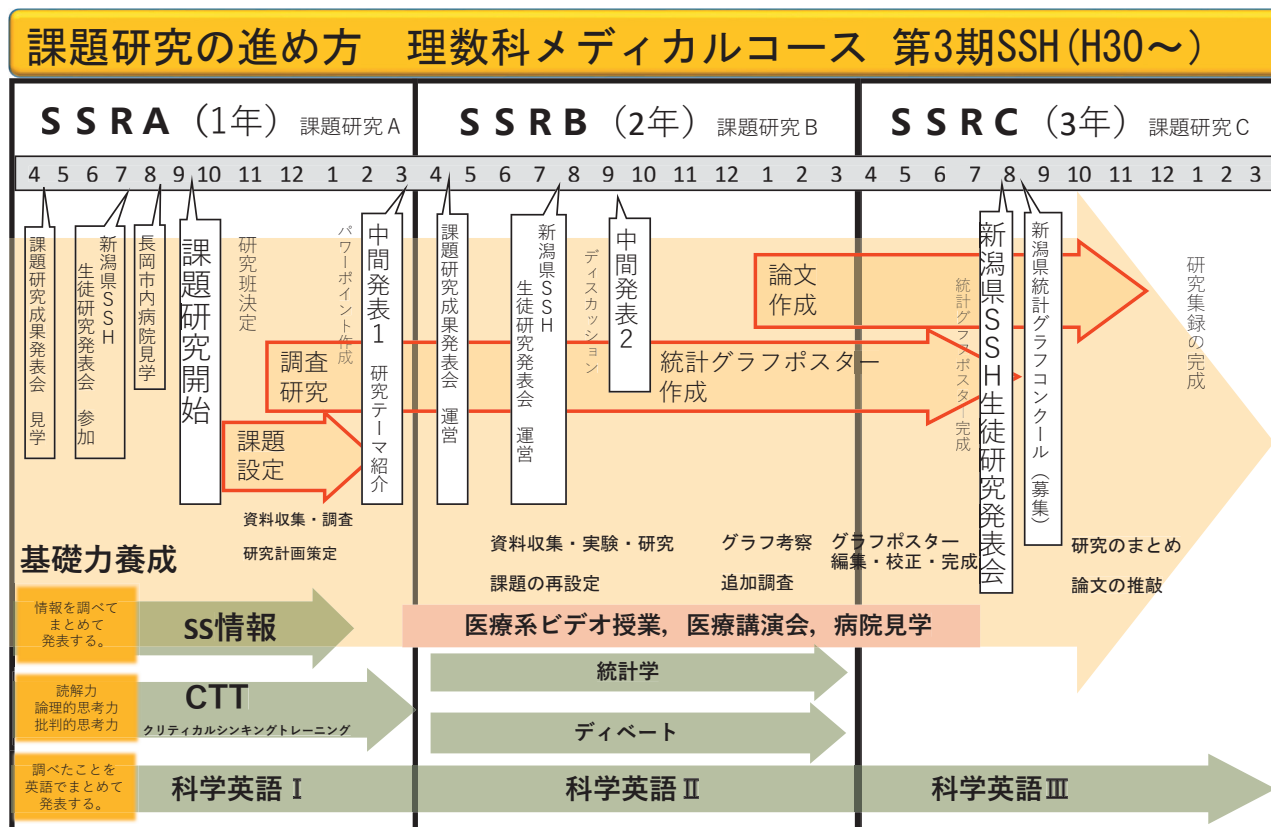 課題研究の進め方　理数科メディカルコース 第3期SSH(H30～)
ＳＳＲＡ（1年）課題研究A
ＳＳＲＢ（2年）課題研究B
ＳＳＲＣ（3年）課題研究C
4 5 6 7 8 9 10 11 12 1 2 3 4 5 6 7 8 9 10 11 12 1 2 3 4 5 6 7 8 9 10 11 12 1 2 3
課題研究成果発表会　見学
新潟県SSH
生徒研究発表会　参加
長岡市内病院見学
課題研究開始
研究班決定
パワーポイント作成
中間発表1　研究テーマ紹介
課題研究成果発表会　運営
新潟県SSH
生徒研究発表会　運営
ディスカッション
中間発表2
論文
作成
調査
研究
統計グラフポスター
作成
課題
設定
統計グラフポスター完成
新潟県SSH生徒研究発表会
新潟県統計グラフコンクール（募集）
研究集録の完成
資料収集・調査
研究計画策定
資料収集・実験・研究
課題の再設定
グラフ考察
追加調査
グラフポスター
編集・校正・完成
研究のまとめ
論文の推敲
基礎力養成
情報を調べて
まとめて
発表する。
SS情報
医療系ビデオ授業，医療講演会，病院見学
読解力
論理的思考力
批判的思考力
CTT
クリティカルシンキングトレーニング
統計学
ディベート
調べたことを
英語でまとめて
発表する。
科学英語Ⅰ
科学英語Ⅱ
科学英語Ⅲ